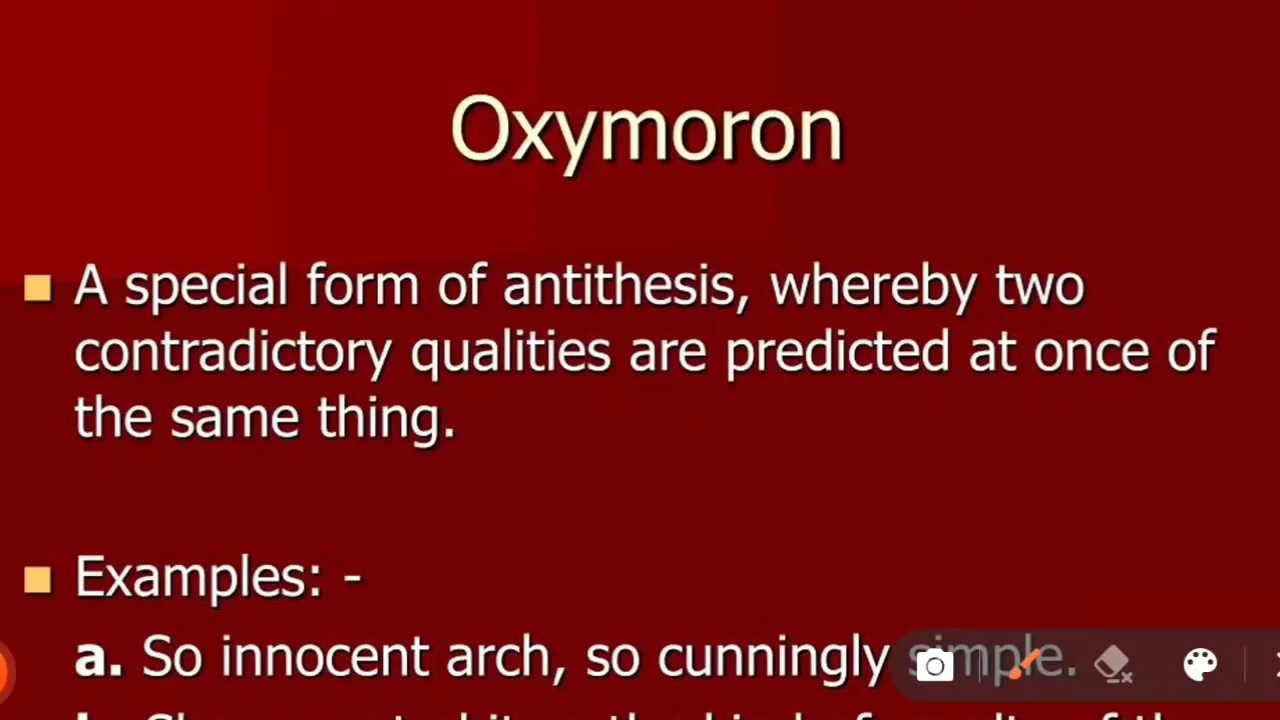 Oxymoron
A special form of antithesis, whereby two
contradictory qualities are predicted at once of
the same thing.
Examples: -
a. So innocent arch, so cunningly simple.